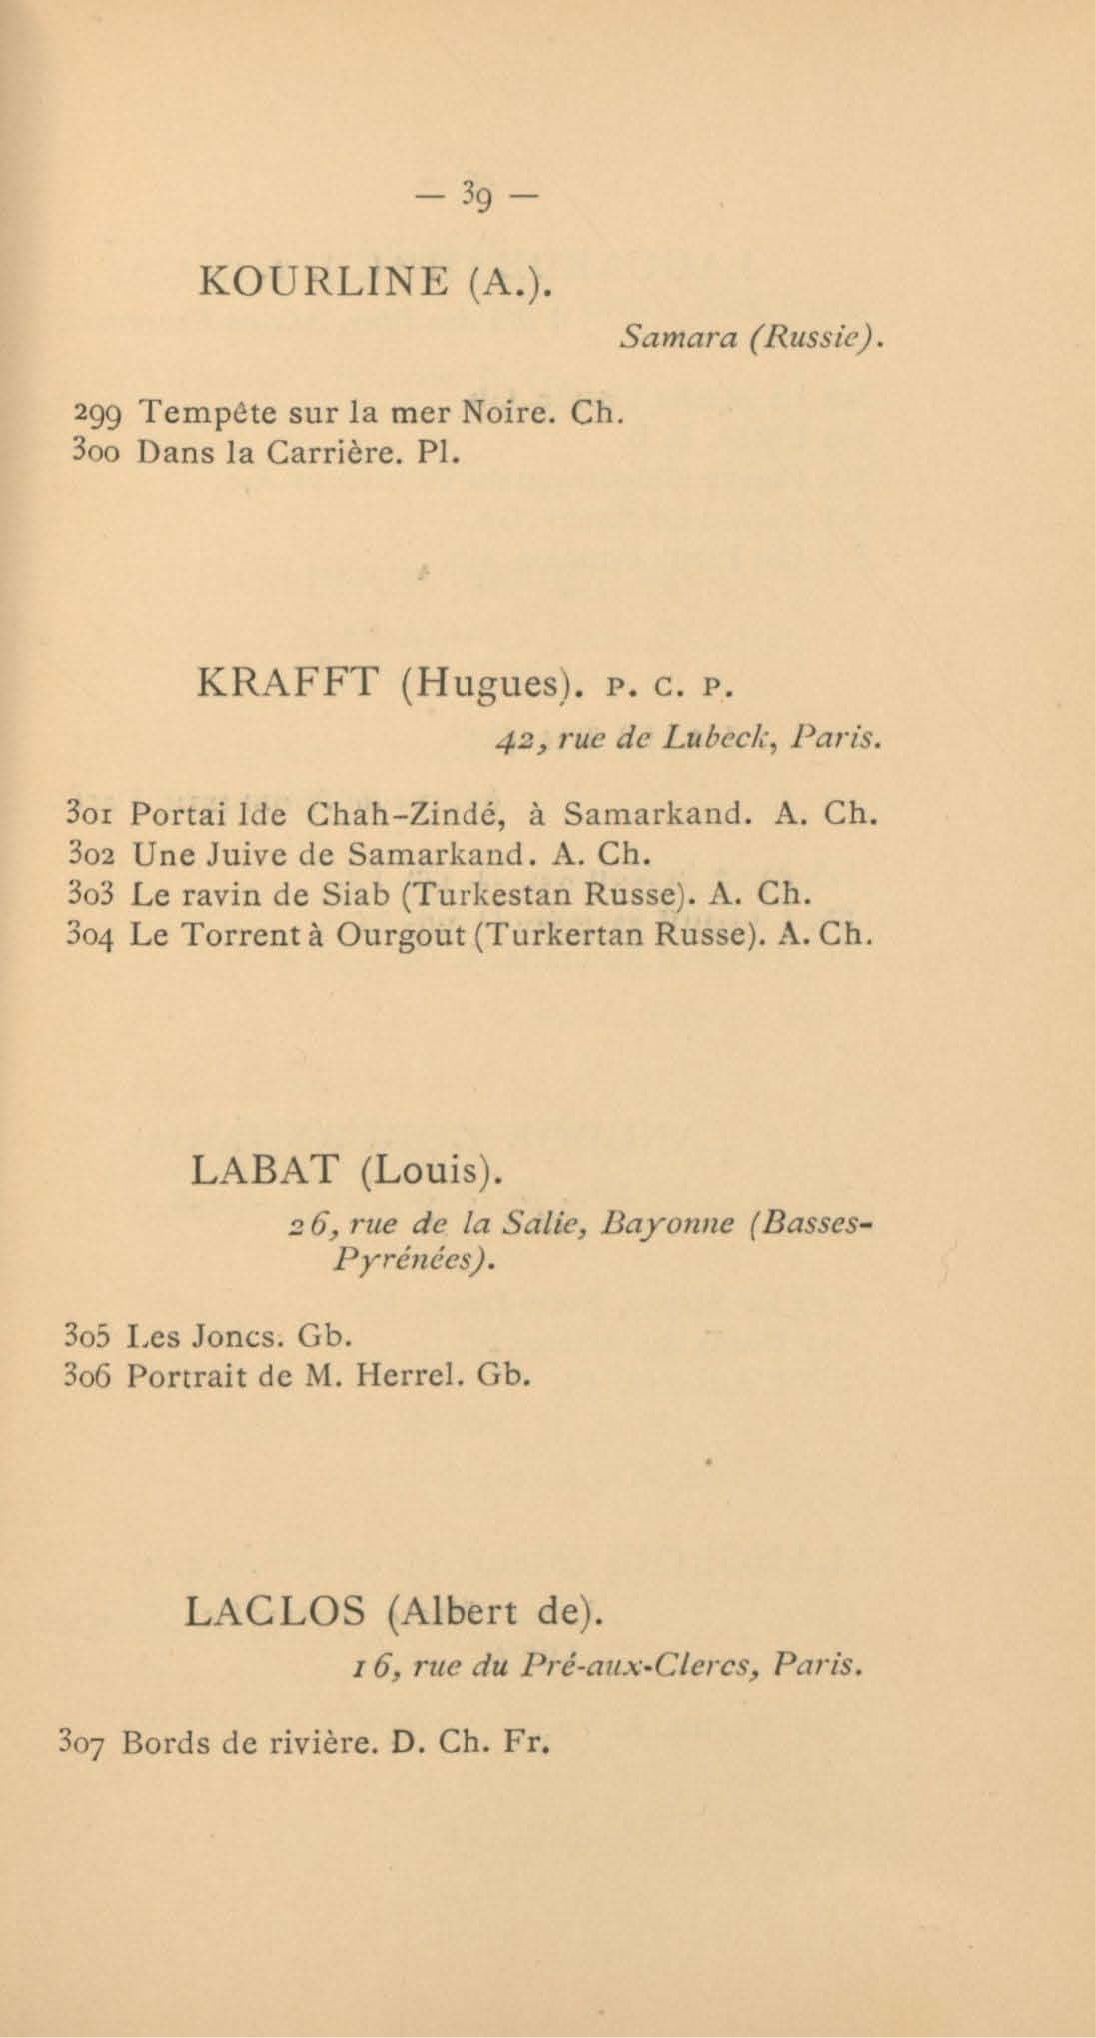 — 39 —
KOURLINE (A.).
Samara (Russie).
299 Tempête sur la mer Noire. Ch.
300 Dans la Carrière. Pl.
KRAFFT (Hugues). P. C. P.
42, rue de Lubeck, Paris.
301 Portai lde Chah-Zindé, à Samarkand. A. Ch.
302 Une Juive de Samarkand. A. Ch.
303 Le ravin de Siab (Turkestan Russe). A. Ch.
304 Le Torrent à Ourgout (Turkertan Russe). A. Ch.
LABAT (Louis).
26, rue de la Salie, Bayonne (Basses-
Pyrénées).
305 Les Joncs. Gb.
306 Portrait de M. Herrel. Gb.
LACLOS (Albert de).
16, rue du Pré-aux-Clercs, Paris.
307 Bords de rivière. D. Ch. Fr.